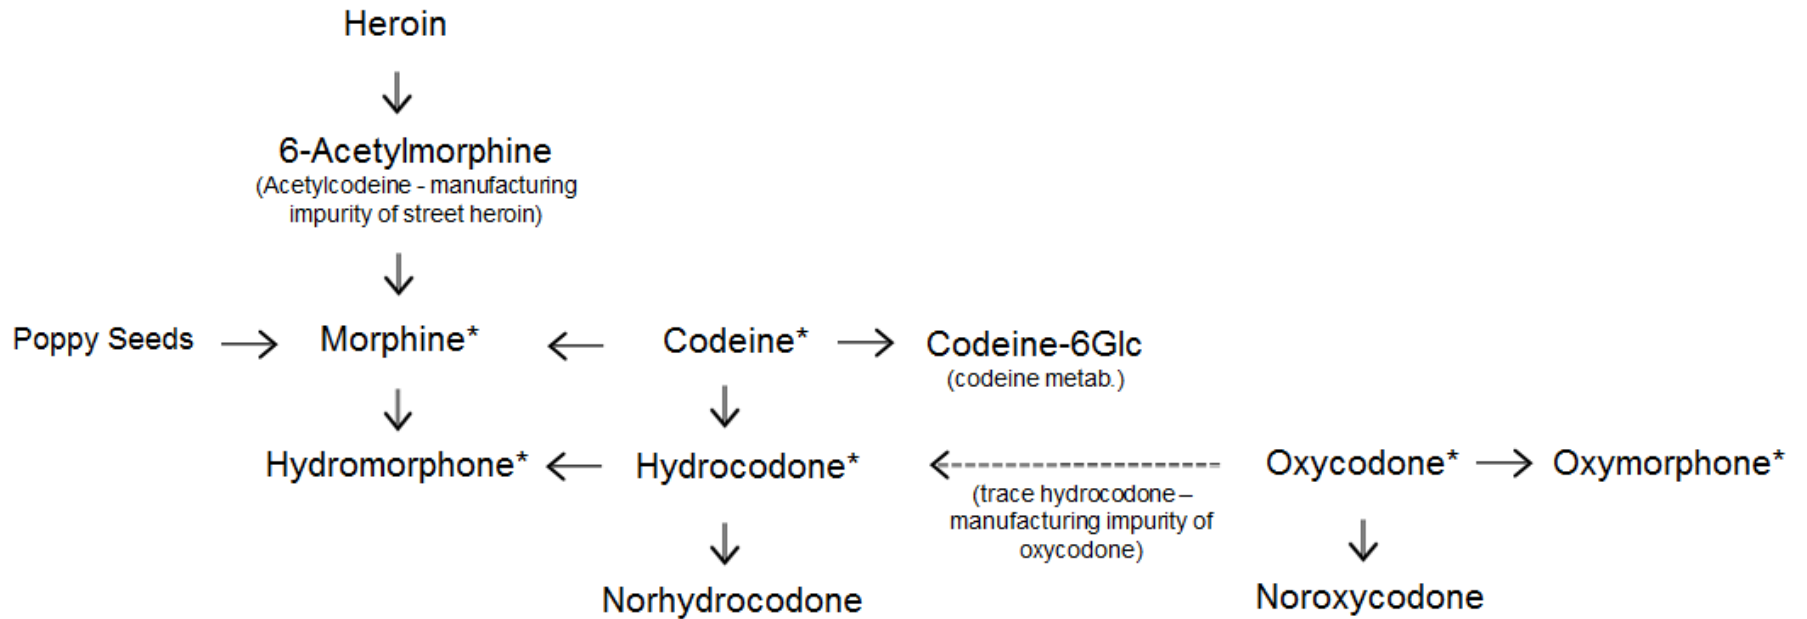 Heroin
6-Acetylmorphine
(Acetylcodeine - manufacturing
impurity of street heroin)
Poppy Seeds
Morphine*
Codeine*
Codeine-6Glc
(codeine metab.)
Hydromorphone*
Hydrocodone*
(trace hydrocodone –
manufacturing impurity of
oxycodone)
Oxycodone*
Oxymorphone*
Norhydrocodone
Noroxycodone